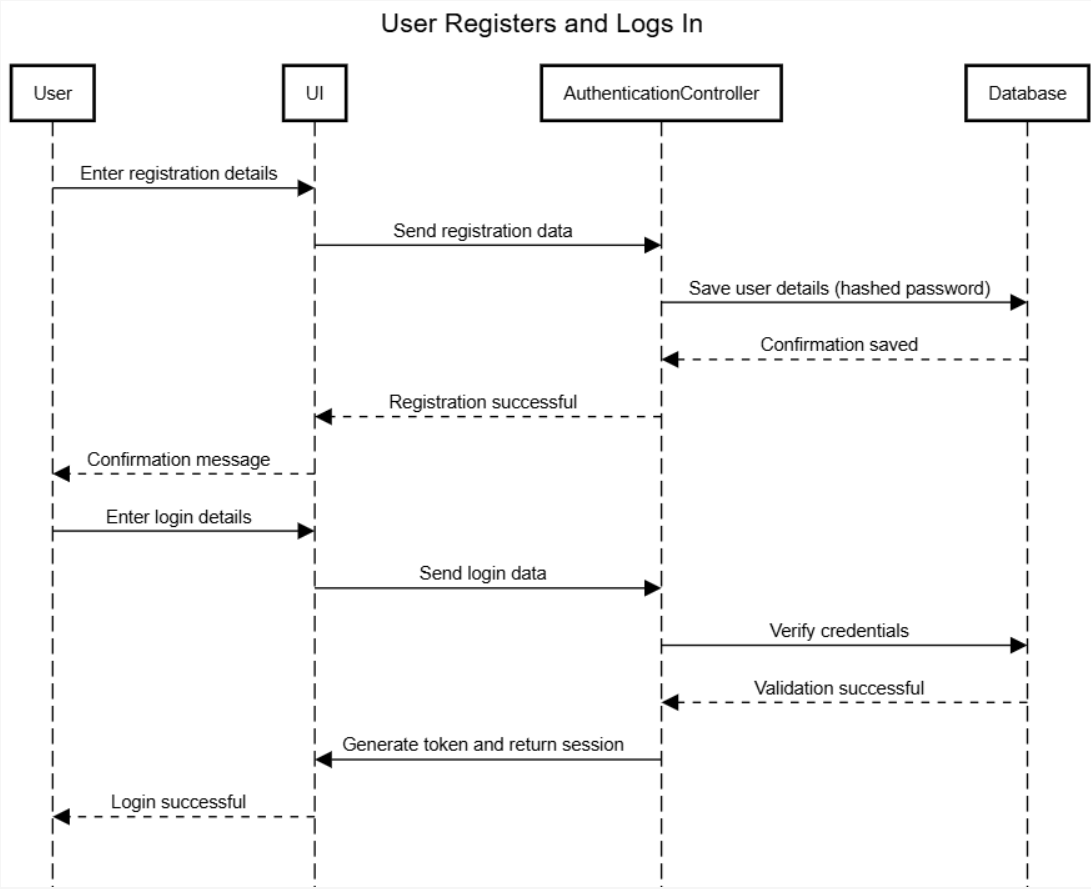 User Registers and Logs In
User
UI
AuthenticationController
Database
Enter registration details
Send registration data
Save user details (hashed password)
Confirmation saved
Registration successful
Confirmation message
Enter login details
Send login data
Verify credentials
Validation successful
Generate token and return session
Login successful